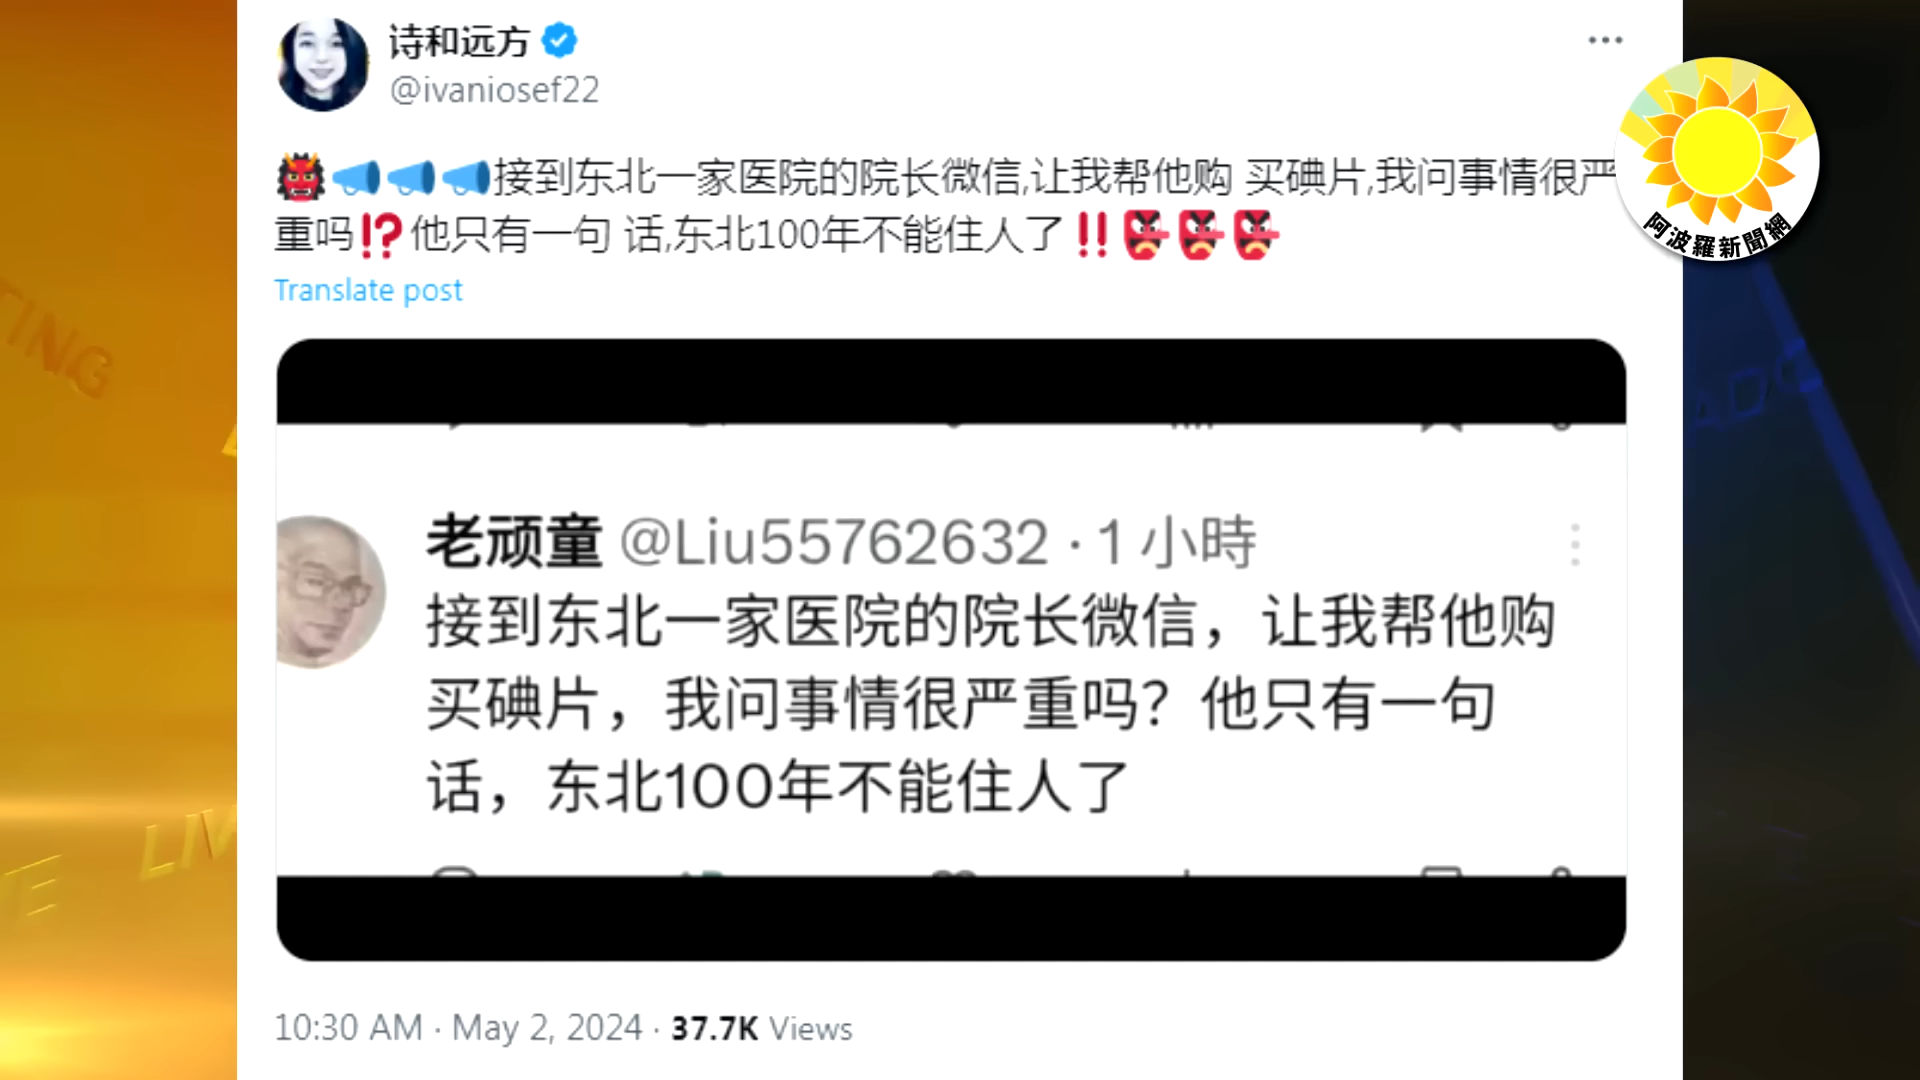 诗和远方
@ivaniosef22
👹📢📢📢接到东北一家医院的院长微信,让我帮他购 买碘片,我问事情很严
重吗⁉️他只有一句 话,东北100年不能住人了‼️👺👺👺
Translate post
阿波羅新聞網
老顽童 @Liu55762632 · 1 小時
接到东北一家医院的院长微信，让我帮他购
买碘片，我问事情很严重吗？他只有一句
话，东北100年不能住人了
10:30 AM · May 2, 2024 · 37.7K Views
TING
LIV